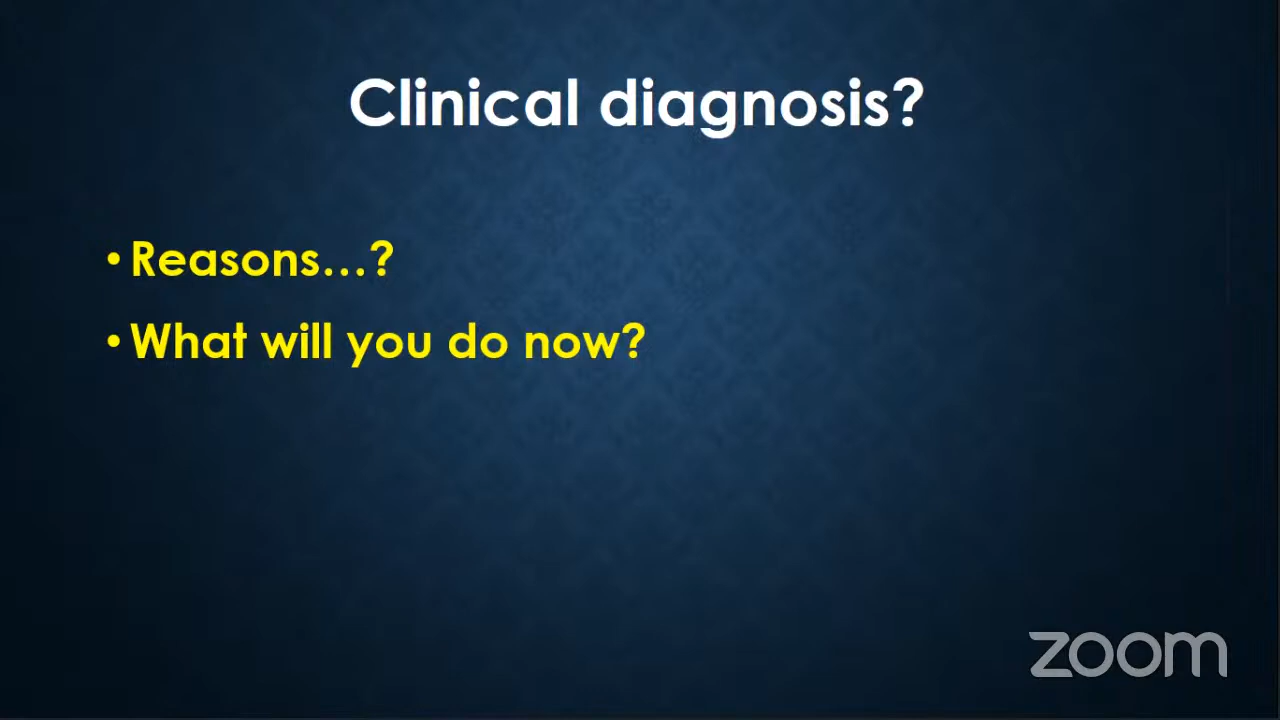 Clinical diagnosis?
• Reasons...?
• What will you do now?
zoom